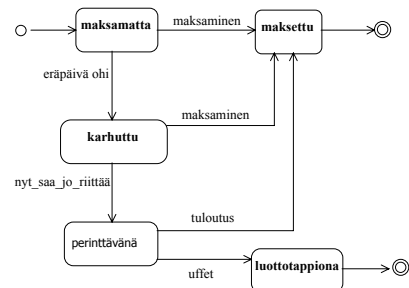 maksamatta
maksaminen
maksettu
eräpäivä ohi
karhuttu
maksaminen
nyt_saa_jo_riittää
perinttävänä
tuloutus
uffet
luottotappiona